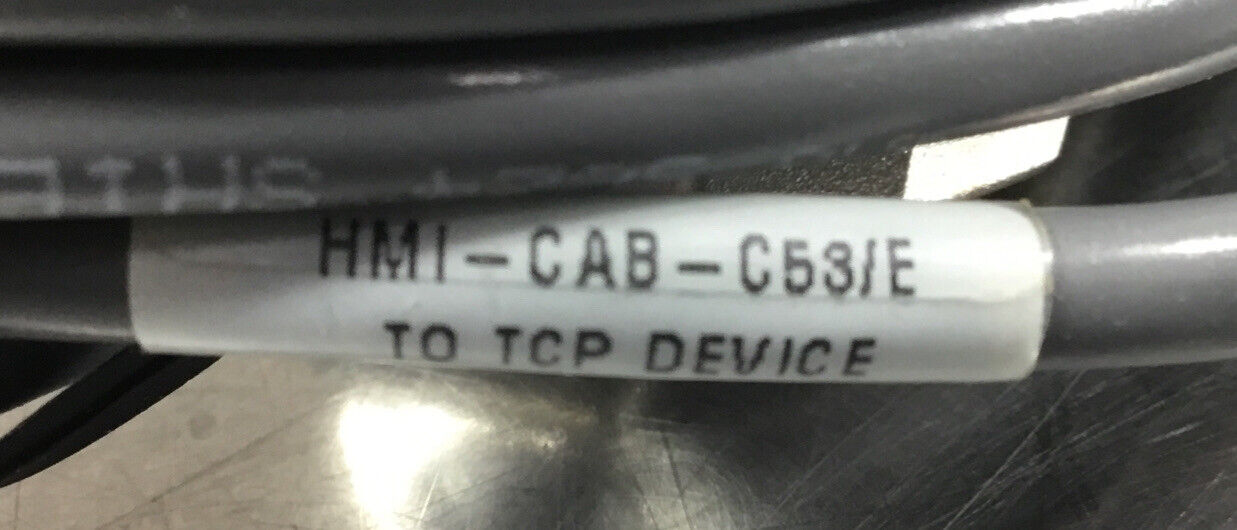 HMI-CAB-C53/E
TO TCP DEVICE